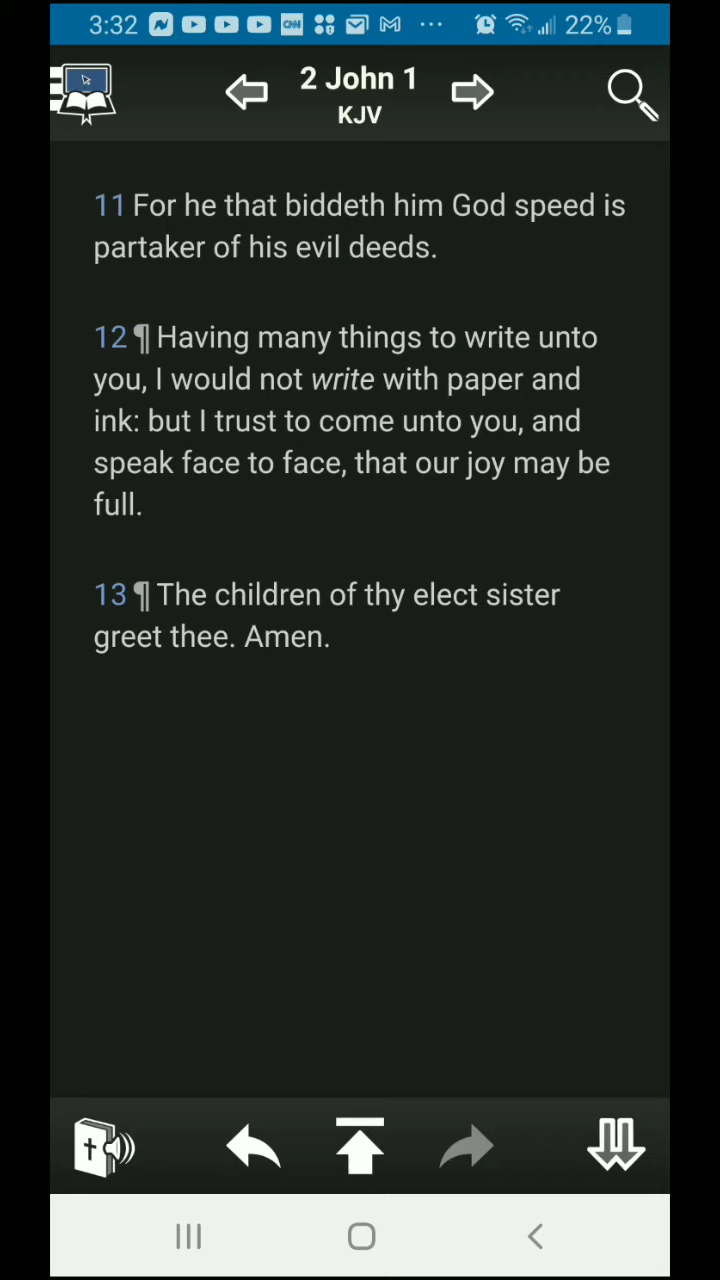 3:32 CNN 22%
2 John 1
KJV
11 For he that biddeth him God speed is
partaker of his evil deeds.
12 ¶ Having many things to write unto
you, I would not write with paper and
ink: but I trust to come unto you, and
speak face to face, that our joy may be
full.
13 ¶ The children of thy elect sister
greet thee. Amen.